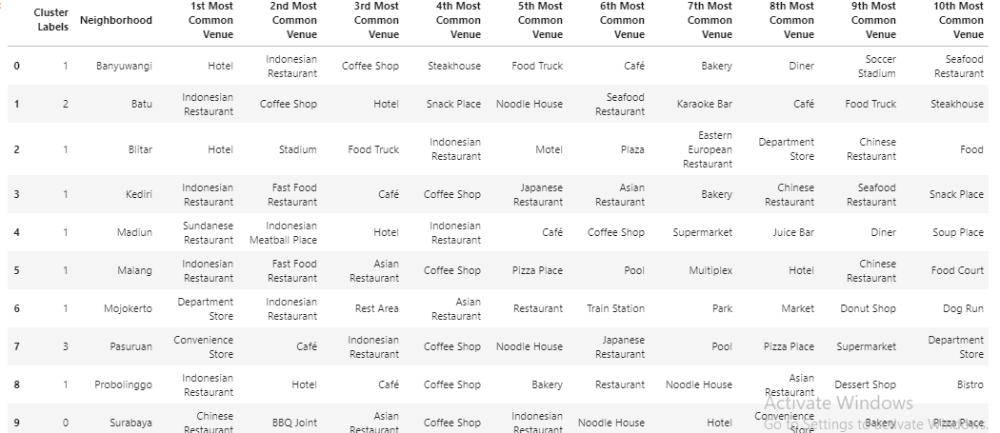 Cluster Labels Neighborhood 1st Most Common Venue 2nd Most Common Venue 3rd Most Common Venue 4th Most Common Venue 5th Most Common Venue 6th Most Common Venue 7th Most Common Venue 8th Most Common Venue 9th Most Common Venue 10th Most Common Venue
0 1 Banyuwangi Hotel Indonesian Restaurant Coffee Shop Steakhouse Food Truck Café Bakery Diner Soccer Stadium Seafood Restaurant
1 2 Batu Indonesian Restaurant Coffee Shop Hotel Snack Place Noodle House Seafood Restaurant Karaoke Bar Café Food Truck Steakhouse
2 1 Blitar Hotel Stadium Food Truck Indonesian Restaurant Motel Plaza Eastern European Restaurant Department Store Chinese Restaurant Food
3 1 Kediri Indonesian Restaurant Fast Food Restaurant Café Coffee Shop Japanese Restaurant Asian Restaurant Bakery Chinese Restaurant Seafood Restaurant Snack Place
4 1 Madiun Sundanese Restaurant Indonesian Meatball Place Hotel Indonesian Restaurant Café Coffee Shop Supermarket Juice Bar Diner Soup Place
5 1 Malang Indonesian Restaurant Fast Food Restaurant Asian Restaurant Coffee Shop Pizza Place Pool Multiplex Hotel Chinese Restaurant Food Court
6 1 Mojokerto Department Store Indonesian Restaurant Rest Area Asian Restaurant Restaurant Train Station Park Market Donut Shop Dog Run
7 3 Pasuruan Convenience Store Café Indonesian Restaurant Coffee Shop Noodle House Japanese Restaurant Pool Pizza Place Supermarket Department Store
8 1 Probolinggo Indonesian Restaurant Hotel Café Coffee Shop Bakery Restaurant Noodle House Asian Restaurant Dessert Shop Bistro
9 0 Surabaya Chinese Restaurant BBQ Joint Asian Restaurant Coffee Shop Indonesian Restaurant Noodle House Hotel Convenience Store Bakery Pizza Place
Activate Windows
Go to Settings to activate Windows.